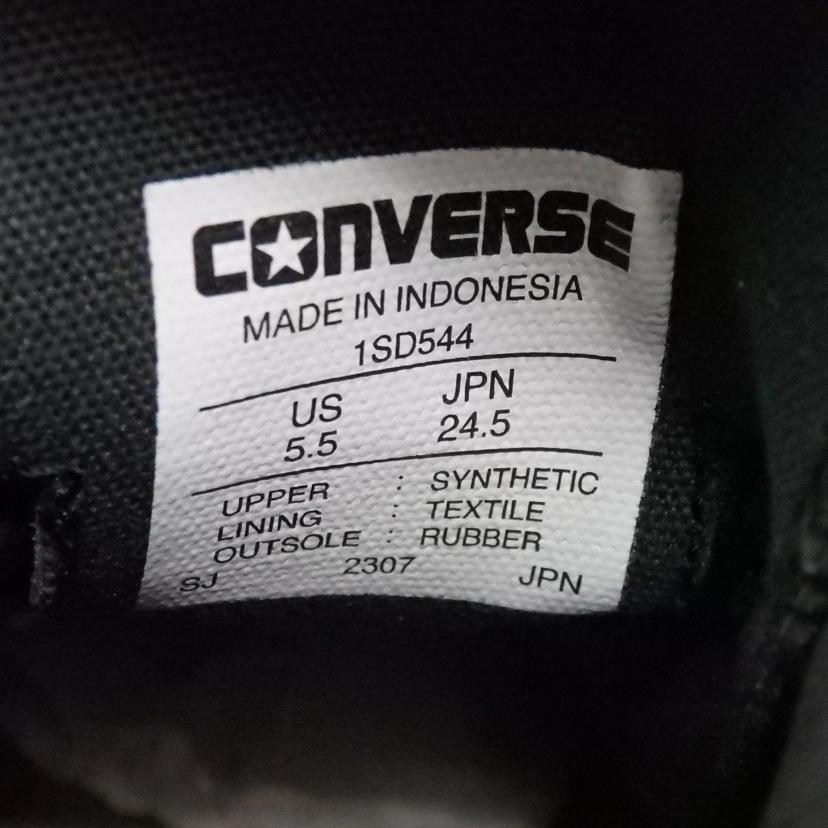 CONVERSE
MADE IN INDONESIA
1SD544
US JPN
5.5 24.5
UPPER : SYNTHETIC
LINING : TEXTILE
OUTSOLE : RUBBER
SJ 2307 JPN